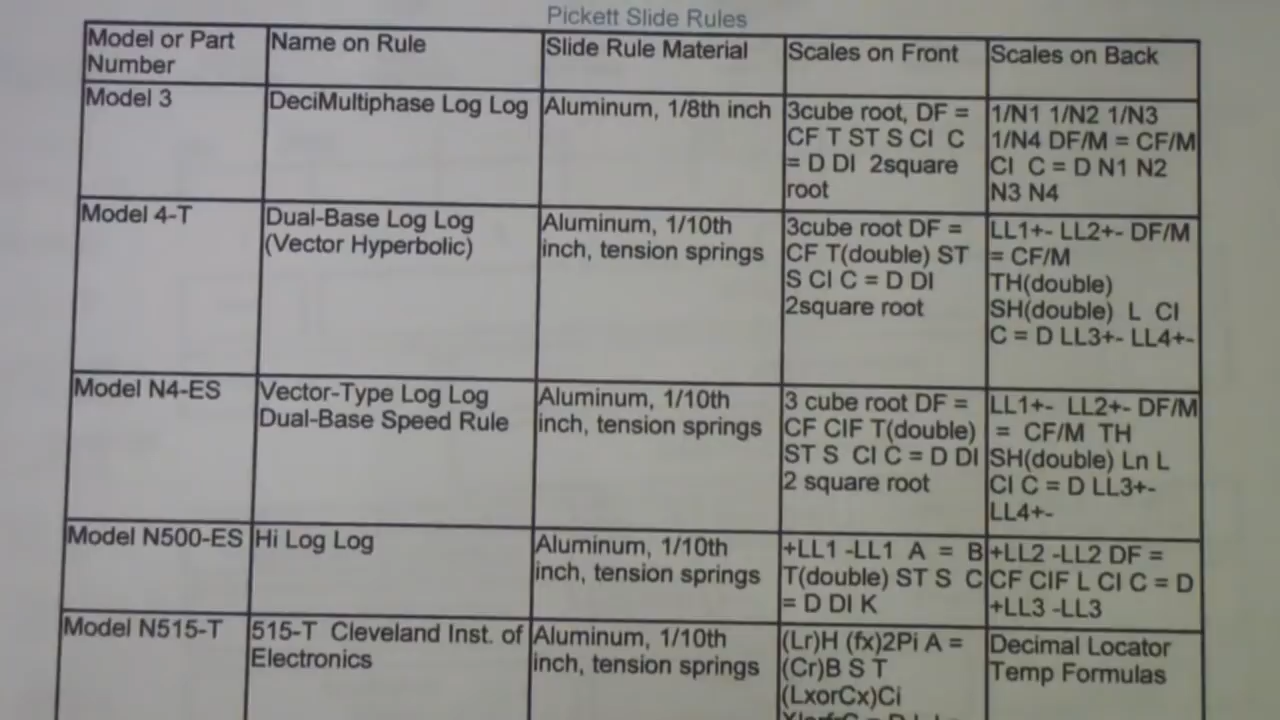 Pickett Slide Rules
Model or Part
Number
Name on Rule
Slide Rule Material
Scales on Front
Scales on Back
Model 3
DeciMultiphase Log Log
Aluminum, 1/8th inch
3cube root, DF =
CF T ST S CI C
= D DI 2square
root
1/N1 1/N2 1/N3
1/N4 DF/M = CF/M
CI C = D N1 N2
N3 N4
Model 4-T
Dual-Base Log Log
(Vector Hyperbolic)
Aluminum, 1/10th
inch, tension springs
3cube root DF =
CF T(double) ST
S CI C = D DI
2square root
LL1+- LL2+- DF/M
= CF/M
TH(double)
SH(double) L CI
C = D LL3+- LL4+-
Model N4-ES
Vector-Type Log Log
Dual-Base Speed Rule
Aluminum, 1/10th
inch, tension springs
3 cube root DF =
CF CIF T(double)
ST S CI C = D DI
2 square root
LL1+- LL2+- DF/M
= CF/M TH
SH(double) Ln L
CI C = D LL3+-
LL4+-
Model N500-ES
Hi Log Log
Aluminum, 1/10th
inch, tension springs
+LL1 -LL1 A = B
T(double) ST S C
= D DI K
+LL2 -LL2 DF =
CF CIF L CI C = D
+LL3 -LL3
Model N515-T
515-T Cleveland Inst. of
Electronics
Aluminum, 1/10th
inch, tension springs
(Lr)H (fx)2Pi A =
(Cr)B S T
(LxorCx)Ci
Decimal Locator
Temp Formulas